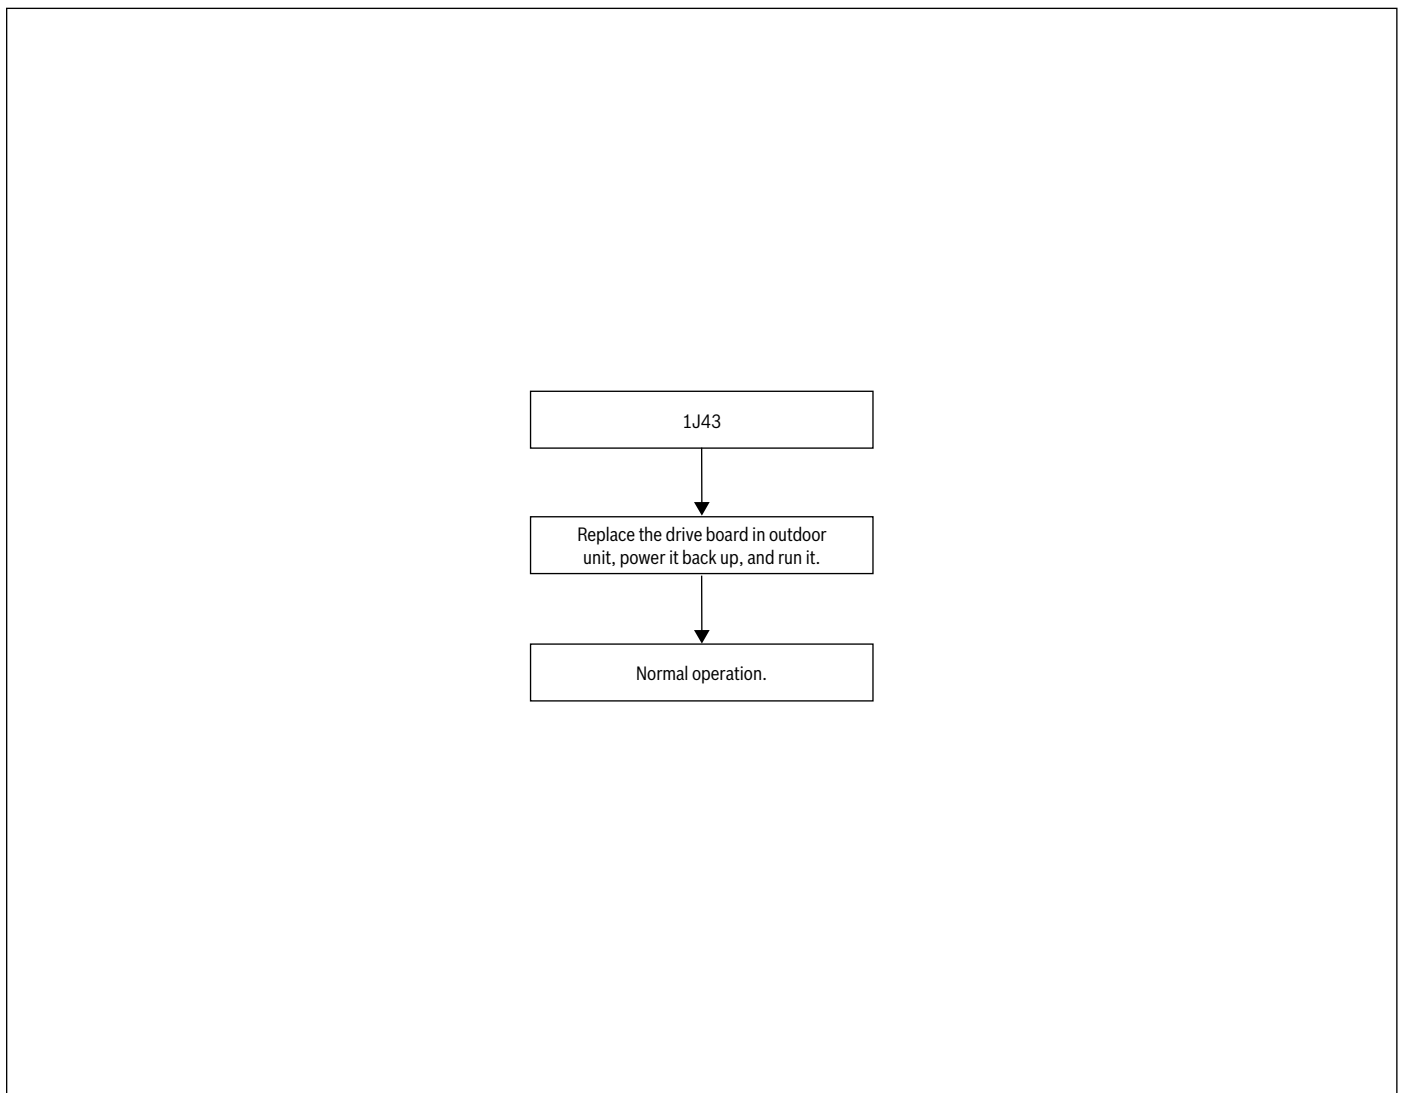 1J43
Replace the drive board in outdoor
unit, power it back up, and run it.
Normal operation.